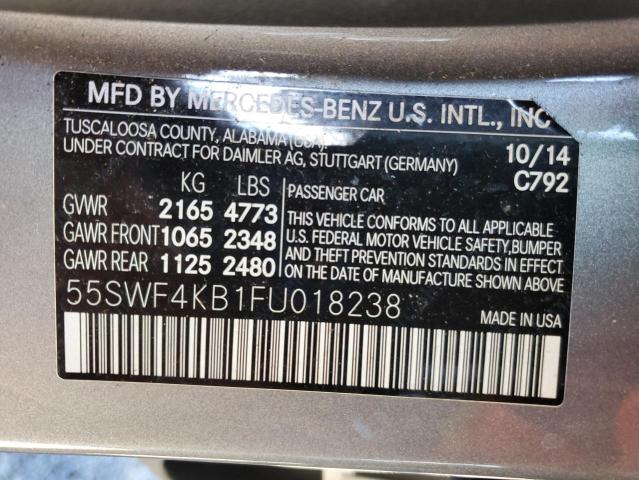 MFD BY MERCEDES-BENZ U.S. INTL., INC
TUSCALOOSA COUNTY, ALABAMA (USA).
UNDER CONTRACT FOR DAIMLER AG, STUTTGART (GERMANY)
10/14
C792
KG LBS
GVWR 2165 4773
GAWR FRONT 1065 2348
GAWR REAR 1125 2480
PASSENGER CAR
THIS VEHICLE CONFORMS TO ALL APPLICABLE
U.S. FEDERAL MOTOR VEHICLE SAFETY, BUMPER
AND THEFT PREVENTION STANDARDS IN EFFECT
ON THE DATE OF MANUFACTURE SHOWN ABOVE
55SWF4KB1FU018238
MADE IN USA